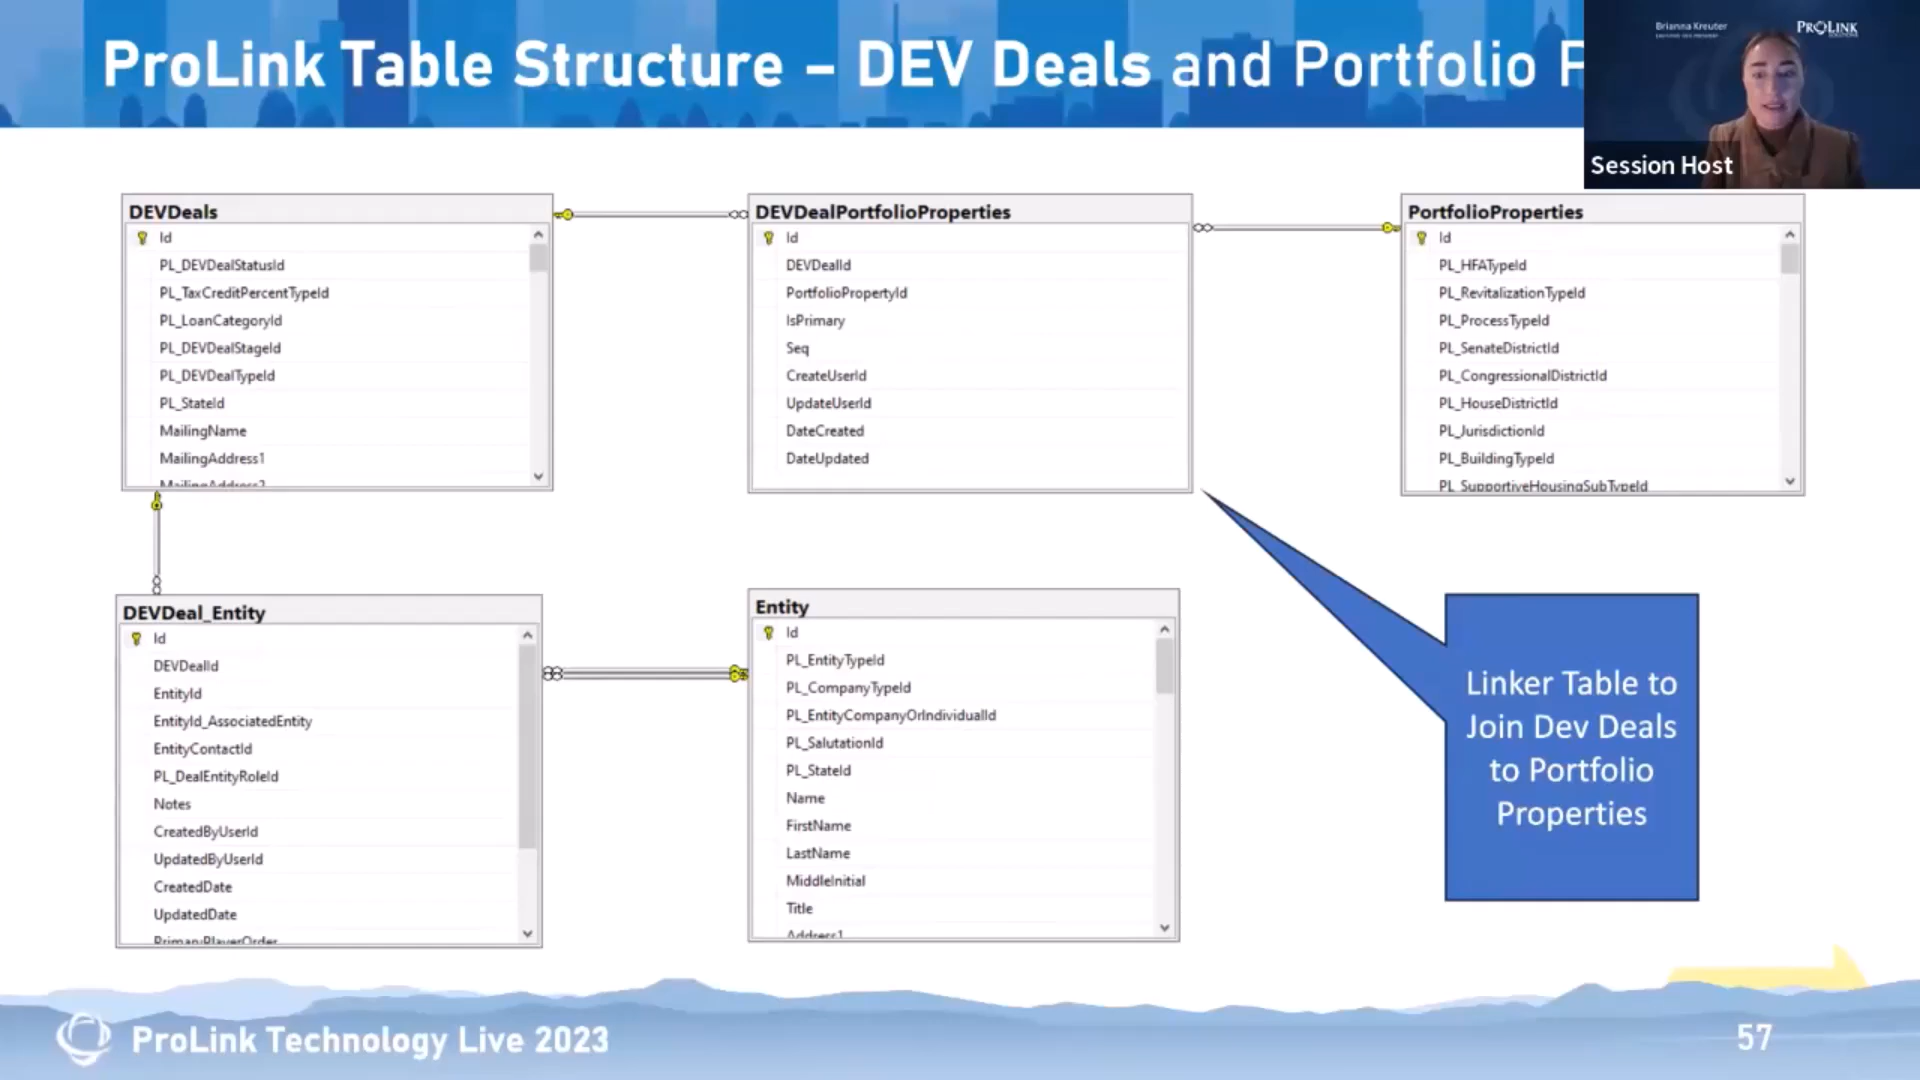 ProLink Table Structure – DEV Deals and Portfolio P
Brianna Kreuter
PROLINK
Session Host
DEVDeals
Id
PL_DEVDealStatusId
PL_TaxCreditPercentTypeId
PL_LoanCategoryId
PL_DEVDealStageId
PL_DEVDealTypeId
PL_StateId
MailingName
MailingAddress1
MailingAddress2
DEVDealPortfolioProperties
Id
DEVDealId
PortfolioPropertyId
IsPrimary
Seq
CreateUserId
UpdateUserId
DateCreated
DateUpdated
PortfolioProperties
Id
PL_HFATypeId
PL_RevitalizationTypeId
PL_ProcessTypeId
PL_SenateDistrictId
PL_CongressionalDistrictId
PL_HouseDistrictId
PL_JurisdictionId
PL_BuildingTypeId
PL_SupportiveHousingSubTypeId
DEVDeal_Entity
Id
DEVDealId
EntityId
EntityId_AssociatedEntity
EntityContactId
PL_DealEntityRoleId
Notes
CreatedByUserId
UpdatedByUserId
CreatedDate
UpdatedDate
PrimaryPlayerOrder
Entity
Id
PL_EntityTypeId
PL_CompanyTypeId
PL_EntityCompanyOrIndividualId
PL_SalutationId
PL_StateId
Name
FirstName
LastName
MiddleInitial
Title
Address1
Linker Table to
Join Dev Deals
to Portfolio
Properties
ProLink Technology Live 2023
57